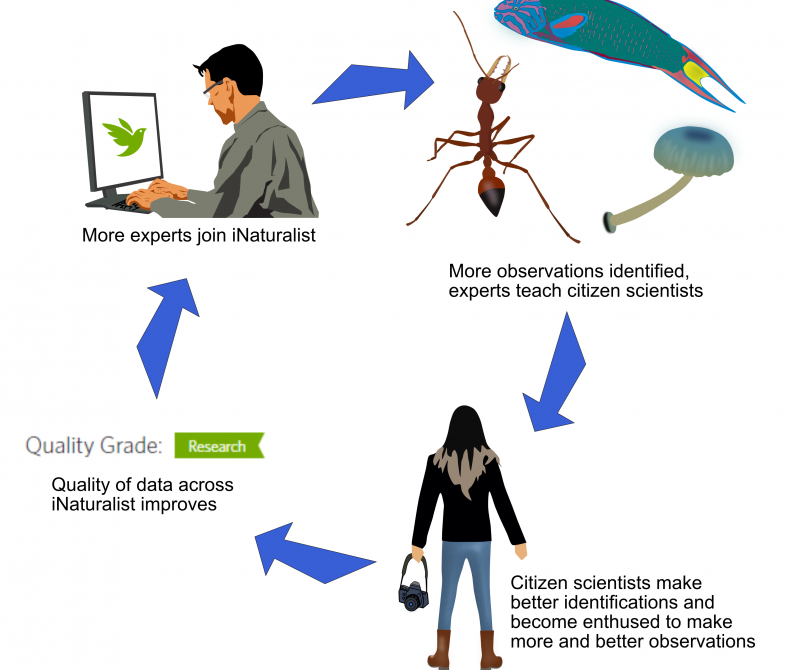 More experts join iNaturalist
More observations identified,
experts teach citizen scientists
Citizen scientists make
better identifications and
become enthused to make
more and better observations
Quality Grade: Research
Quality of data across
iNaturalist improves